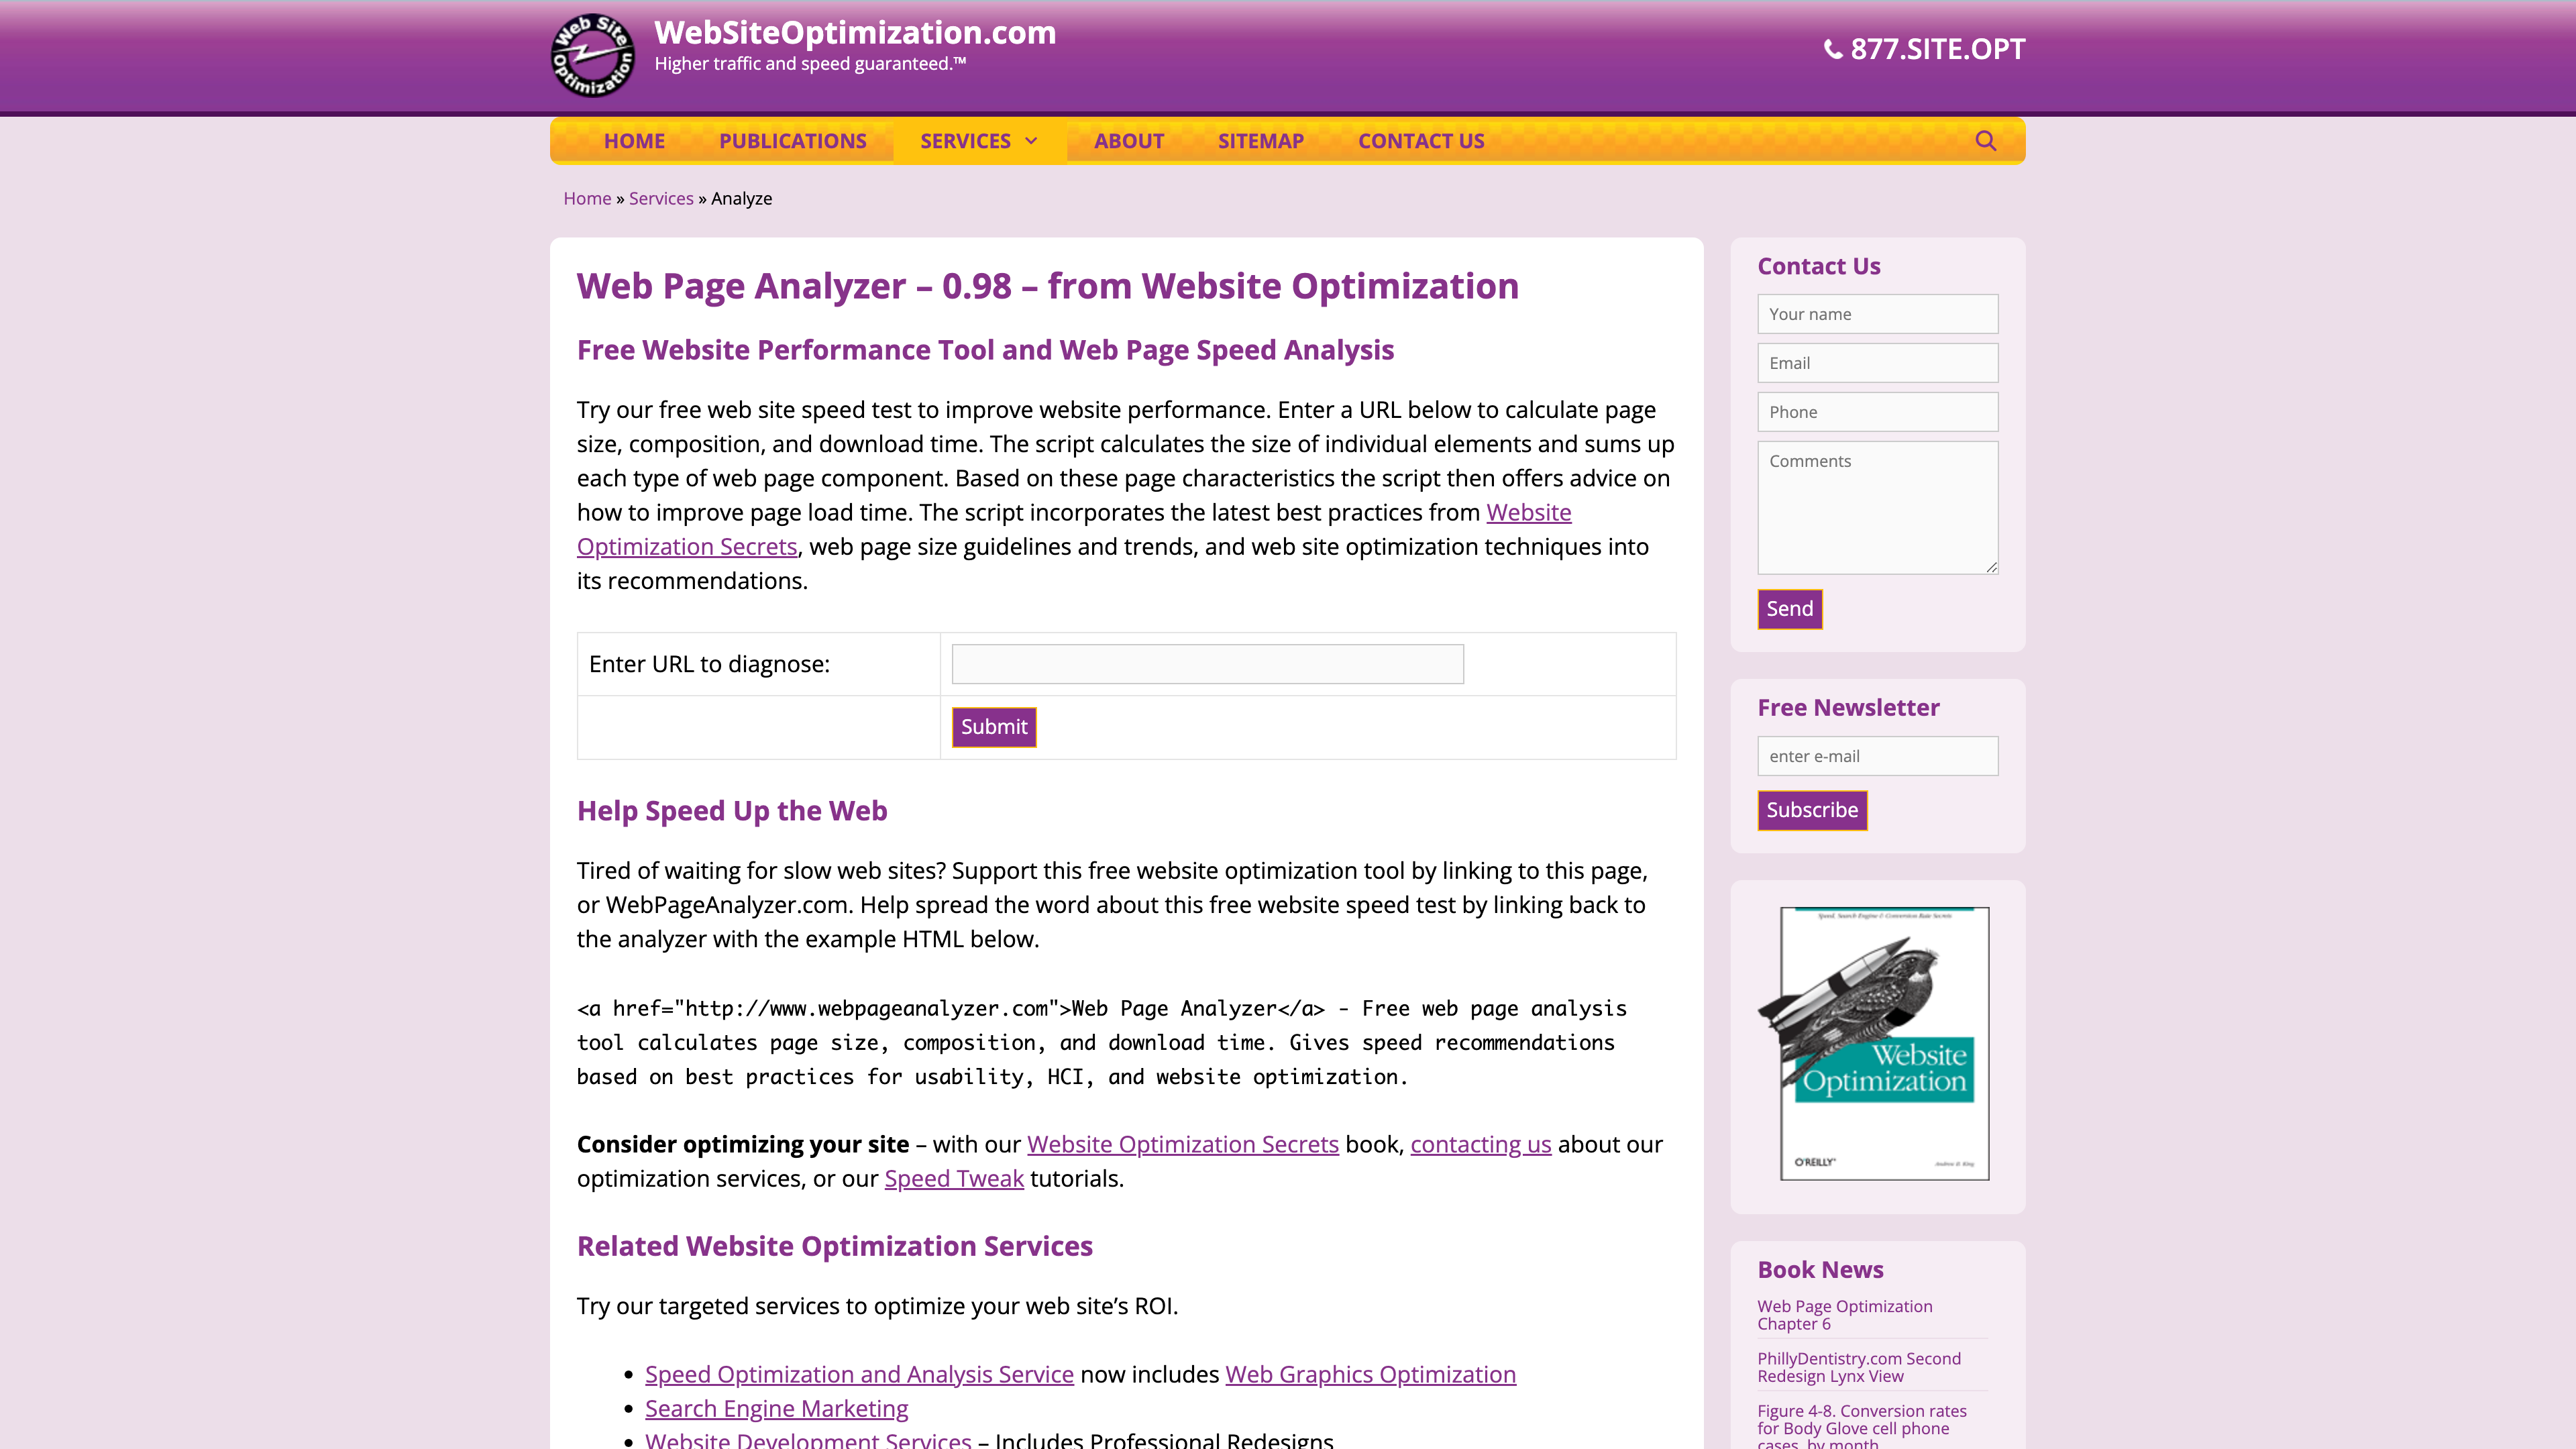 Web Site Optimization
WebSiteOptimization.com
Higher traffic and speed guaranteed.™
877.SITE.OPT
HOME PUBLICATIONS SERVICES ABOUT SITEMAP CONTACT US
Home » Services » Analyze
Web Page Analyzer – 0.98 – from Website Optimization
Free Website Performance Tool and Web Page Speed Analysis
Try our free web site speed test to improve website performance. Enter a URL below to calculate page
size, composition, and download time. The script calculates the size of individual elements and sums up
each type of web page component. Based on these page characteristics the script then offers advice on
how to improve page load time. The script incorporates the latest best practices from Website
Optimization Secrets, web page size guidelines and trends, and web site optimization techniques into
its recommendations.
Enter URL to diagnose:
Submit
Help Speed Up the Web
Tired of waiting for slow web sites? Support this free website optimization tool by linking to this page,
or WebPageAnalyzer.com. Help spread the word about this free website speed test by linking back to
the analyzer with the example HTML below.
<a href="http://www.webpageanalyzer.com">Web Page Analyzer</a> - Free web page analysis
tool calculates page size, composition, and download time. Gives speed recommendations
based on best practices for usability, HCI, and website optimization.
Consider optimizing your site – with our Website Optimization Secrets book, contacting us about our
optimization services, or our Speed Tweak tutorials.
Related Website Optimization Services
Try our targeted services to optimize your web site’s ROI.
• Speed Optimization and Analysis Service now includes Web Graphics Optimization
• Search Engine Marketing
• Website Development Services – Includes Professional Redesigns
Contact Us
Your name
Email
Phone
Comments
Send
Free Newsletter
enter e-mail
Subscribe
Speed, Search Engine & Conversion Rate Secrets
Website
Optimization
O'REILLY®
Andrew B. King
Book News
Web Page Optimization
Chapter 6
PhillyDentistry.com Second
Redesign Lynx View
Figure 4-8. Conversion rates
for Body Glove cell phone
cases, by month